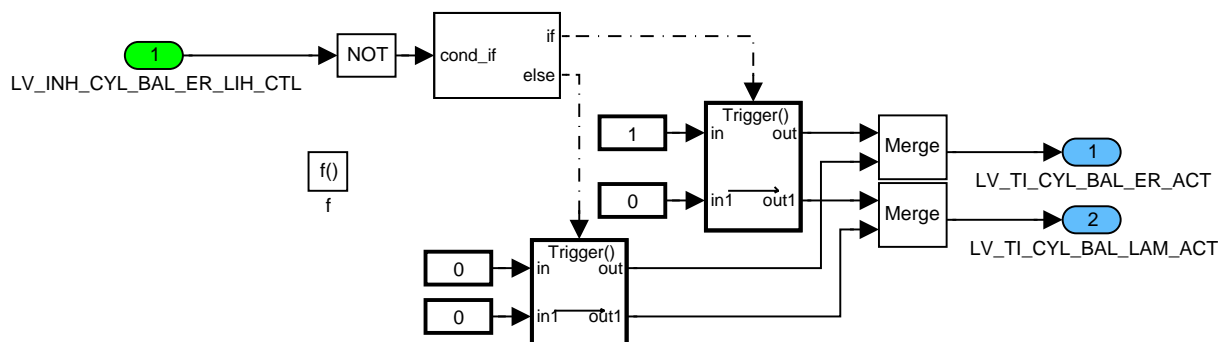 1
LV_INH_CYL_BAL_ER_LIH_CTL
NOT
cond_if
if
else
f()
f
1
0
Trigger()
in
out
in1
out1
Merge
1
LV_TI_CYL_BAL_ER_ACT
Merge
2
LV_TI_CYL_BAL_LAM_ACT
0
0
Trigger()
in
out
in1
out1